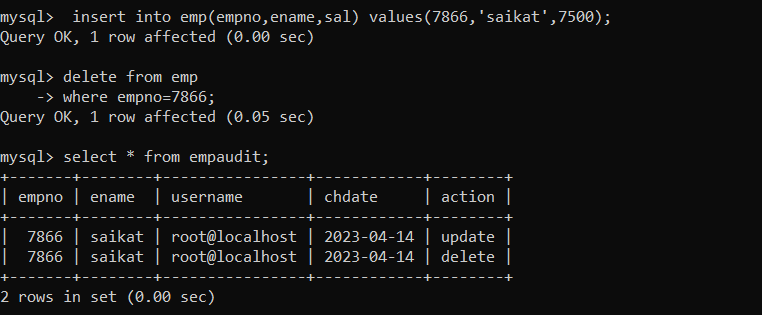 mysql>  insert into emp(empno,ename,sal) values(7866,'saikat',7500);
Query OK, 1 row affected (0.00 sec)

mysql> delete from emp
    -> where empno=7866;
Query OK, 1 row affected (0.05 sec)

mysql> select * from empaudit;
+-------+--------+----------------+------------+--------+
| empno | ename  | username       | chdate     | action |
+-------+--------+----------------+------------+--------+
|  7866 | saikat | root@localhost | 2023-04-14 | update |
|  7866 | saikat | root@localhost | 2023-04-14 | delete |
+-------+--------+----------------+------------+--------+
2 rows in set (0.00 sec)